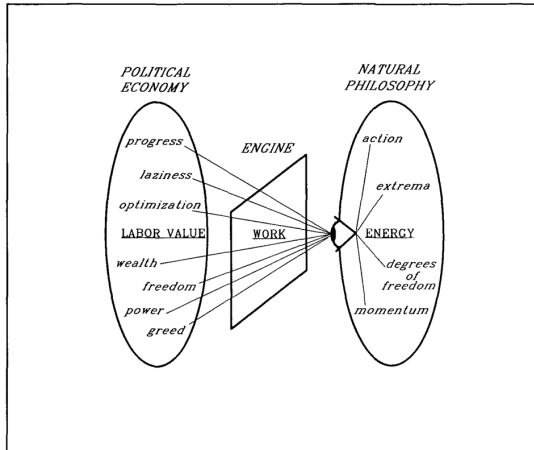 POLITICAL
ECONOMY
NATURAL
PHILOSOPHY
ENGINE
progress
laziness
optimization
LABOR VALUE
wealth
freedom
power
greed
WORK
ENERGY
action
extrema
degrees
of
freedom
momentum